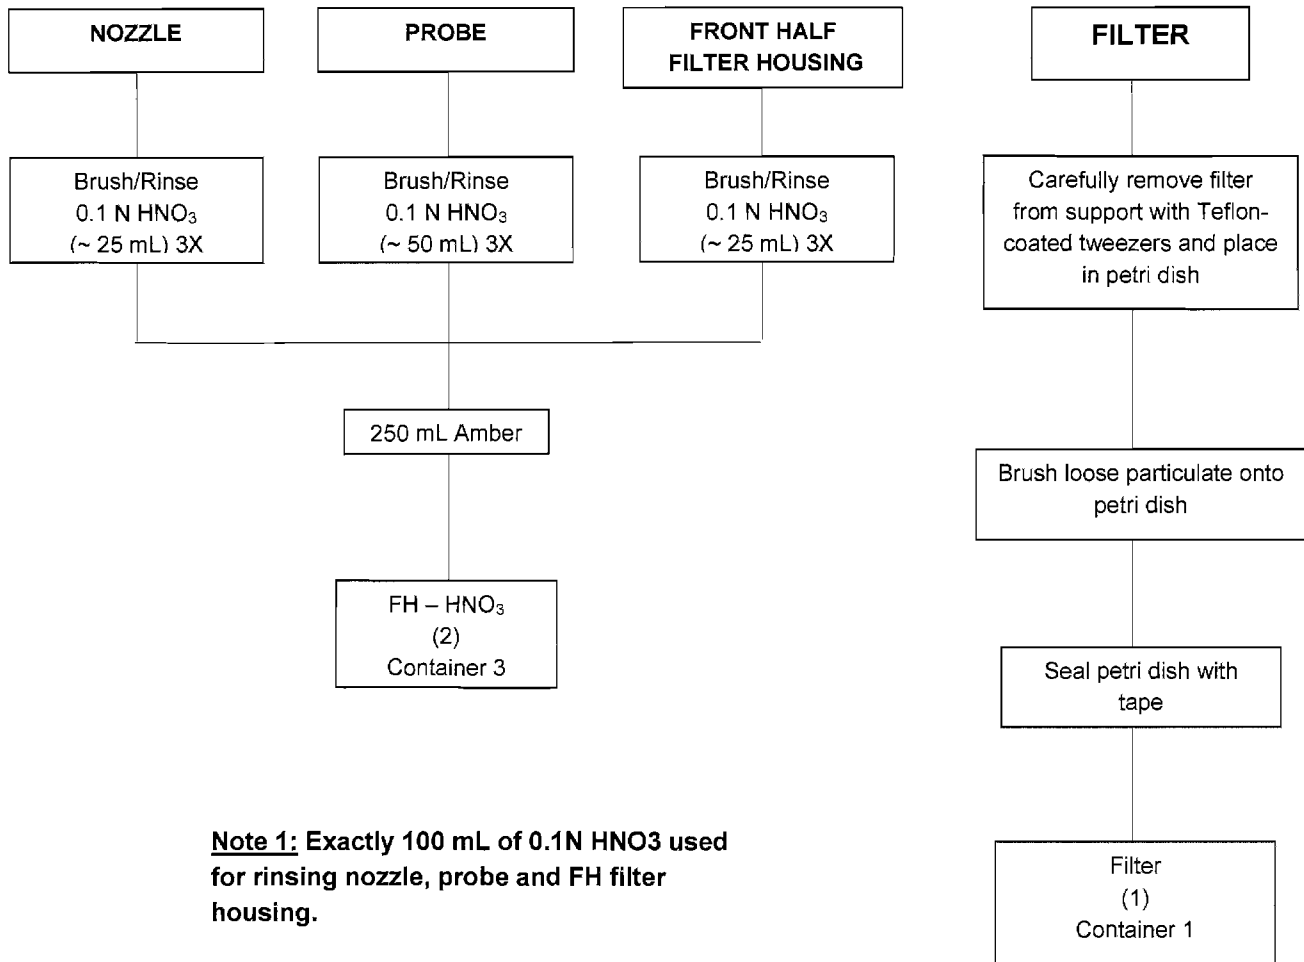 NOZZLE
PROBE
FRONT HALF
FILTER HOUSING
FILTER
Brush/Rinse
0.1 N HNO₃
(~ 25 mL) 3X
Brush/Rinse
0.1 N HNO₃
(~ 50 mL) 3X
Brush/Rinse
0.1 N HNO₃
(~ 25 mL) 3X
Carefully remove filter
from support with Teflon-
coated tweezers and place
in petri dish
250 mL Amber
Brush loose particulate onto
petri dish
FH – HNO₃
(2)
Container 3
Seal petri dish with
tape
Note 1: Exactly 100 mL of 0.1N HNO3 used
for rinsing nozzle, probe and FH filter
housing.
Filter
(1)
Container 1